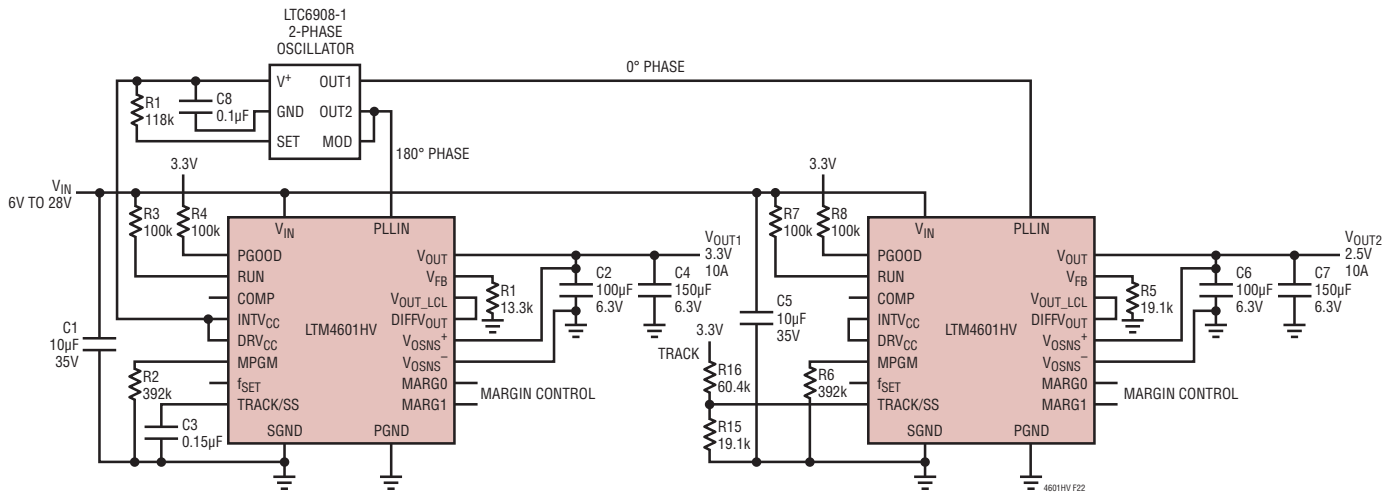 LTC6908-1
2-PHASE
OSCILLATOR
V+
GND
SET
OUT1
OUT2
MOD
R1
118k
C8
0.1µF
0° PHASE
180° PHASE
VIN
6V TO 28V
3.3V
R3
100k
R4
100k
VIN
PLLIN
PGOOD
RUN
COMP
INTVCC
DRVCC
MPGM
fSET
TRACK/SS
SGND
PGND
LTM4601HV
VOUT
VFB
VOUT_LCL
DIFFVOUT
VOSNS+
VOSNS–
MARG0
MARG1
C1
10µF
35V
R2
392k
C3
0.15µF
R1
13.3k
C2
100µF
6.3V
C4
150µF
6.3V
VOUT1
3.3V
10A
MARGIN CONTROL
3.3V
R7
100k
R8
100k
C5
10µF
35V
3.3V
TRACK
R16
60.4k
R15
19.1k
R6
392k
VIN
PLLIN
PGOOD
RUN
COMP
INTVCC
DRVCC
MPGM
fSET
TRACK/SS
SGND
PGND
LTM4601HV
VOUT
VFB
VOUT_LCL
DIFFVOUT
VOSNS+
VOSNS–
MARG0
MARG1
R5
19.1k
C6
100µF
6.3V
C7
150µF
6.3V
VOUT2
2.5V
10A
MARGIN CONTROL
4601HV F22